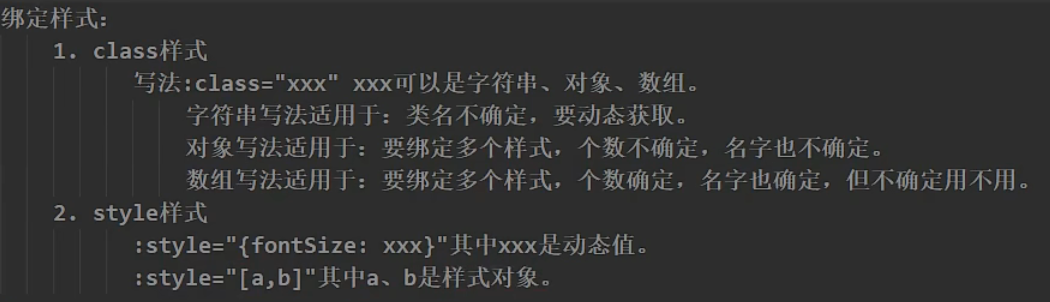 绑定样式：
1. class样式
写法:class="xxx" xxx可以是字符串、对象、数组。
字符串写法适用于：类名不确定，要动态获取。
对象写法适用于：要绑定多个样式，个数不确定，名字也不确定。
数组写法适用于：要绑定多个样式，个数确定，名字也确定，但不确定用不用。
2. style样式
:style="{fontSize: xxx}"其中xxx是动态值。
:style="[a,b]"其中a、b是样式对象。